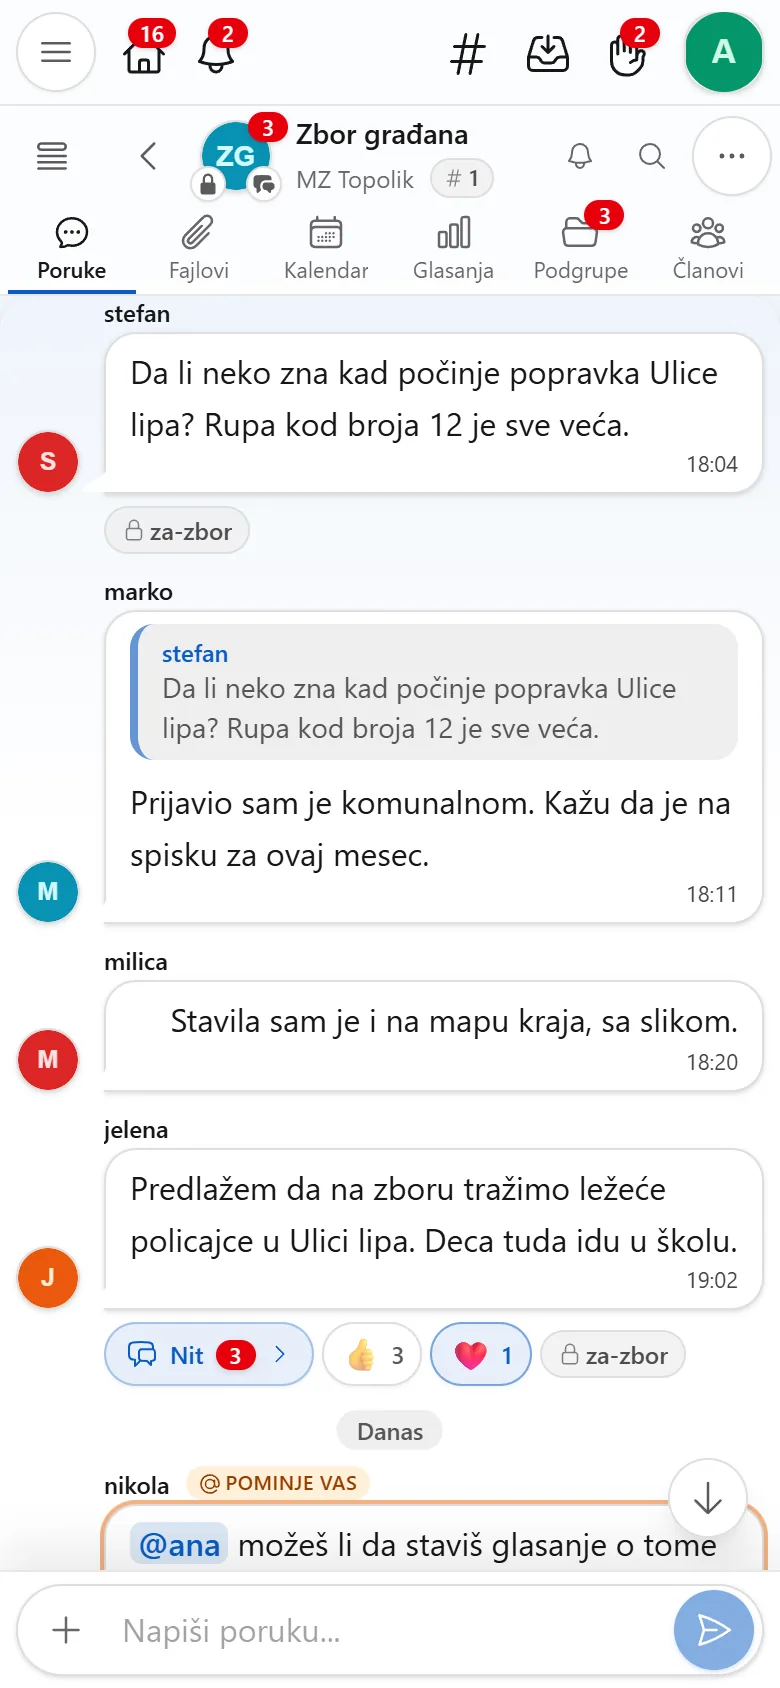 16
2
2
A
3
ZG
Zbor građana
MZ Topolik
# 1
Poruke
Fajlovi
Kalendar
Glasanja
3
Podgrupe
Članovi
stefan
Da li neko zna kad počinje popravka Ulice
lipa? Rupa kod broja 12 je sve veća.
18:04
S
za-zbor
marko
stefan
Da li neko zna kad počinje popravka Ulice
lipa? Rupa kod broja 12 je sve veća.
Prijavio sam je komunalnom. Kažu da je na
spisku za ovaj mesec.
18:11
M
milica
Stavila sam je i na mapu kraja, sa slikom.
18:20
M
jelena
Predlažem da na zboru tražimo ležeće
policajce u Ulici lipa. Deca tuda idu u školu.
19:02
J
Nit 3
3
1
za-zbor
Danas
nikola
@ POMINJE VAS
@ana možeš li da staviš glasanje o tome
Napiši poruku...